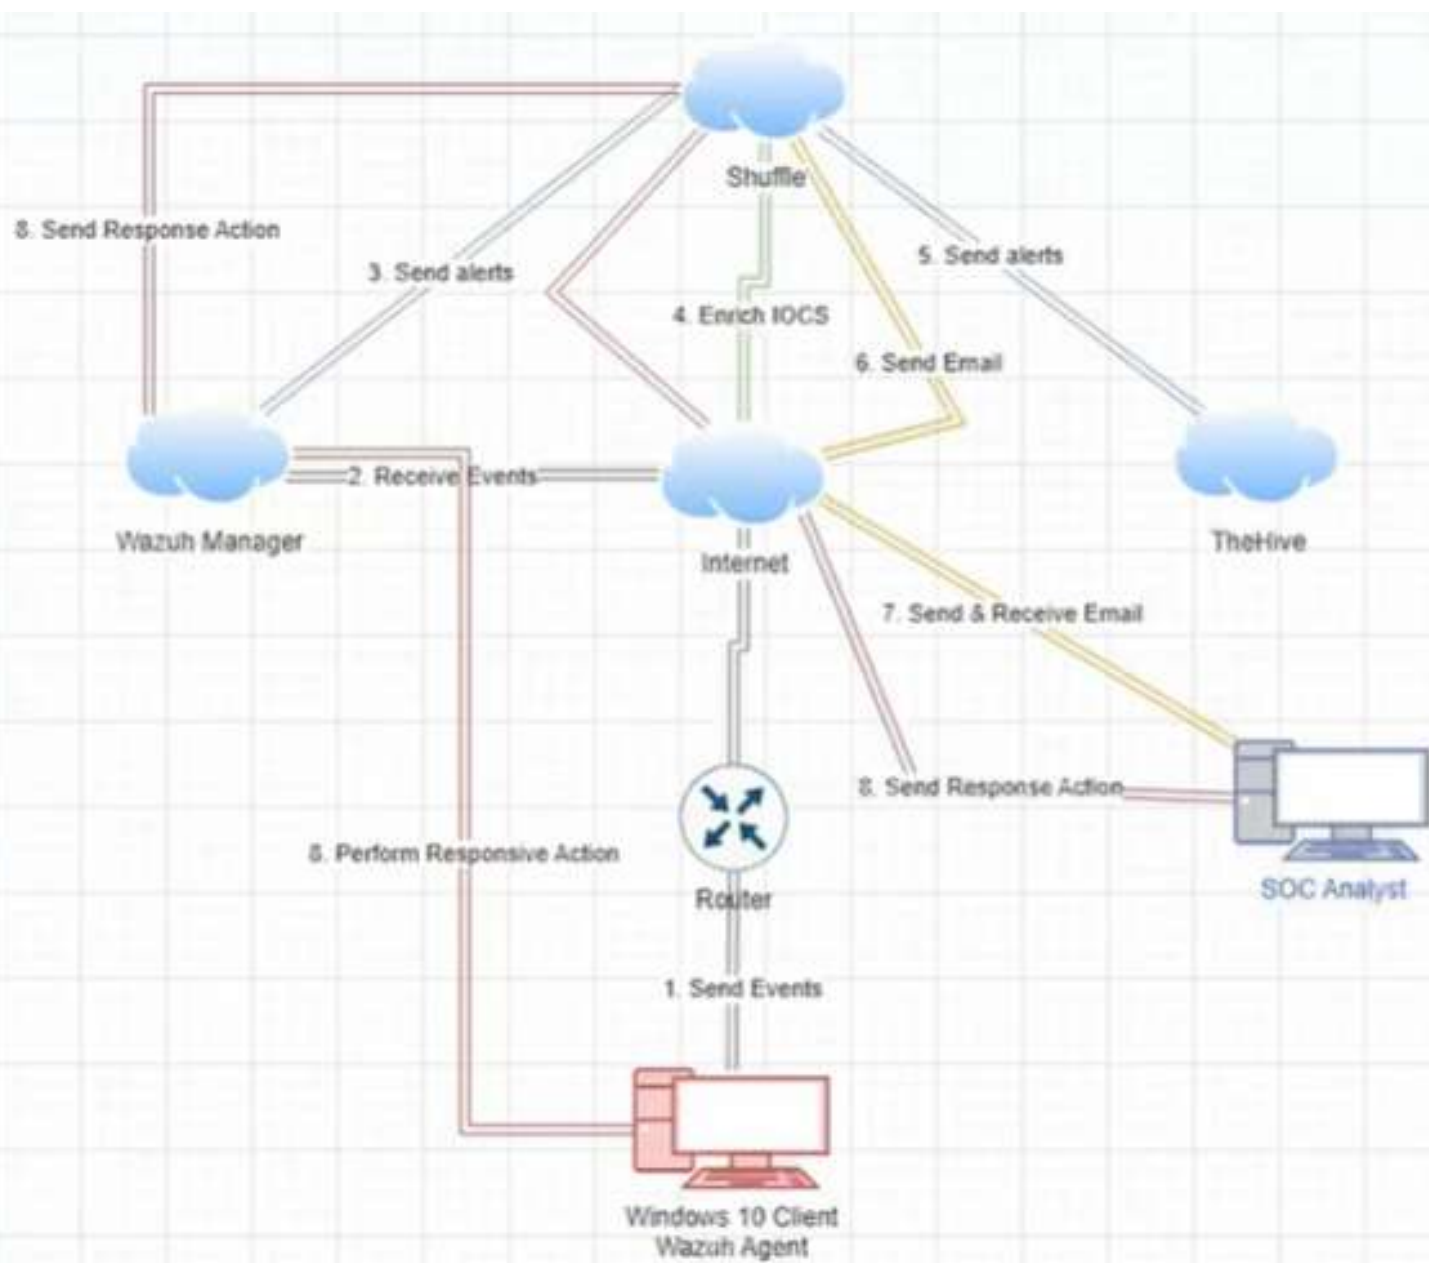 Shuffle
8. Send Response Action
3. Send alerts
5. Send alerts
4. Enrich IOCS
6. Send Email
2. Receive Events
Wazuh Manager
Internet
TheHive
7. Send & Receive Email
8. Send Response Action
8. Perform Responsive Action
Router
SOC Analyst
1. Send Events
Windows 10 Client
Wazuh Agent